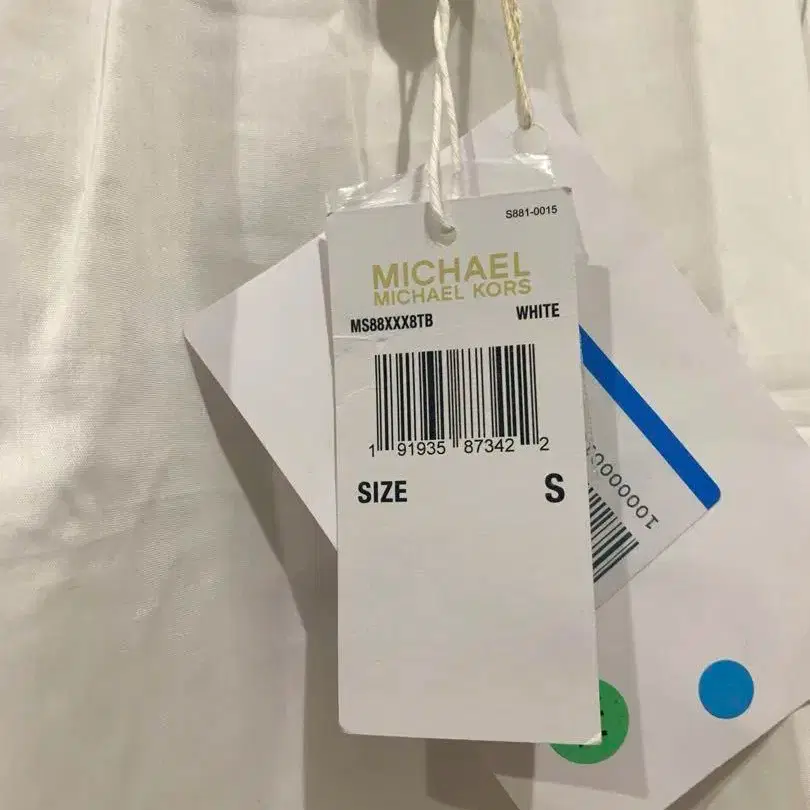 S881-0015
MICHAEL
MICHAEL KORS
MS88XXX8TB WHITE
1 91935 87342 2
SIZE S